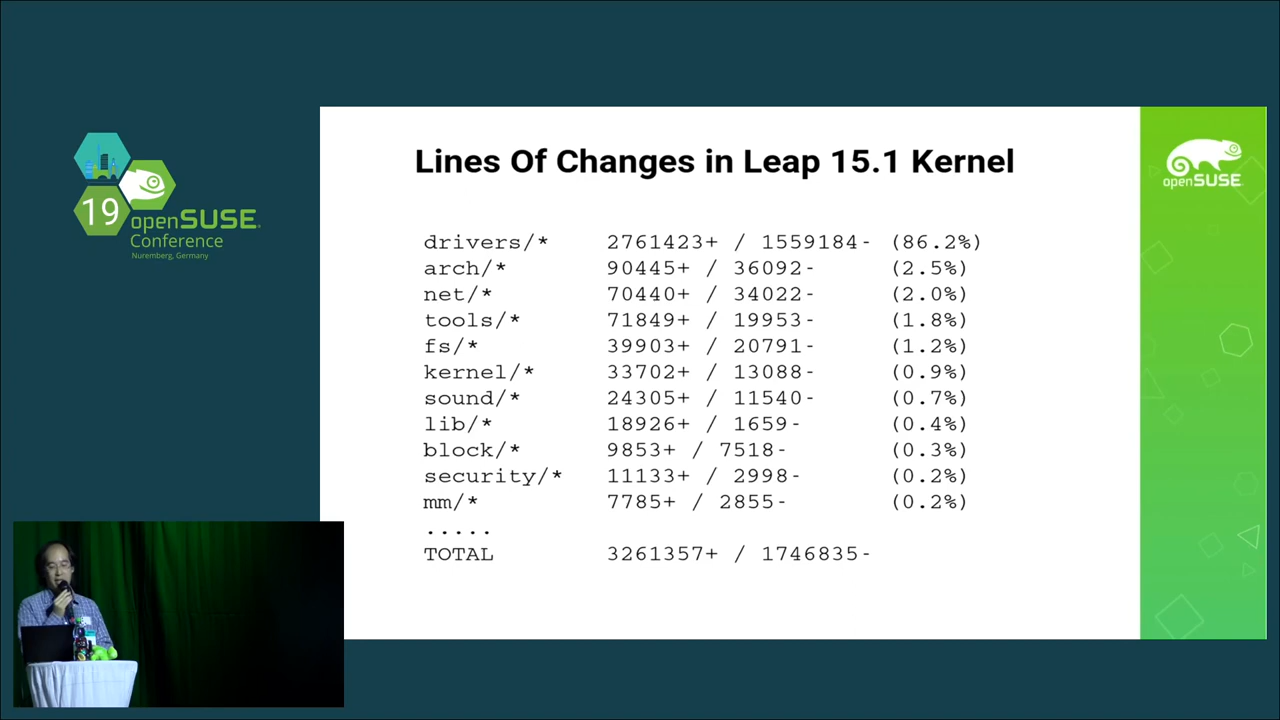 19
openSUSE
Conference
Nuremberg, Germany
Lines Of Changes in Leap 15.1 Kernel
openSUSE
drivers/* 2761423+ / 1559184- (86.2%)
arch/* 90445+ / 36092- (2.5%)
net/* 70440+ / 34022- (2.0%)
tools/* 71849+ / 19953- (1.8%)
fs/* 39903+ / 20791- (1.2%)
kernel/* 33702+ / 13088- (0.9%)
sound/* 24305+ / 11540- (0.7%)
lib/* 18926+ / 1659- (0.4%)
block/* 9853+ / 7518- (0.3%)
security/* 11133+ / 2998- (0.2%)
mm/* 7785+ / 2855- (0.2%)
.....
TOTAL 3261357+ / 1746835-